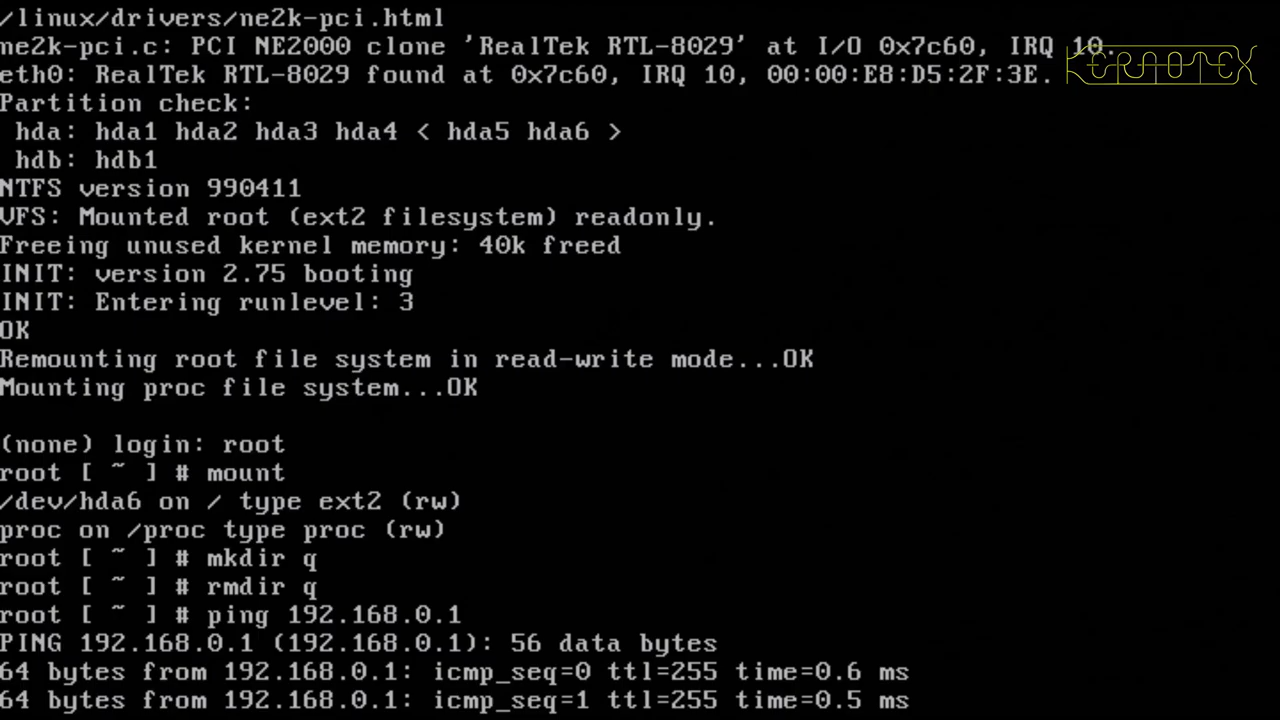 /linux/drivers/ne2k-pci.html
ne2k-pci.c: PCI NE2000 clone 'RealTek RTL-8029' at I/O 0x7c60, IRQ 10.
eth0: RealTek RTL-8029 found at 0x7c60, IRQ 10, 00:00:E8:D5:2F:3E.
KERNOTEX
Partition check:
 hda: hda1 hda2 hda3 hda4 < hda5 hda6 >
 hdb: hdb1
NTFS version 990411
VFS: Mounted root (ext2 filesystem) readonly.
Freeing unused kernel memory: 40k freed
INIT: version 2.75 booting
INIT: Entering runlevel: 3
OK
Remounting root file system in read-write mode...OK
Mounting proc file system...OK
(none) login: root
root [ ~ ] # mount
/dev/hda6 on / type ext2 (rw)
proc on /proc type proc (rw)
root [ ~ ] # mkdir q
root [ ~ ] # rmdir q
root [ ~ ] # ping 192.168.0.1
PING 192.168.0.1 (192.168.0.1): 56 data bytes
64 bytes from 192.168.0.1: icmp_seq=0 ttl=255 time=0.6 ms
64 bytes from 192.168.0.1: icmp_seq=1 ttl=255 time=0.5 ms